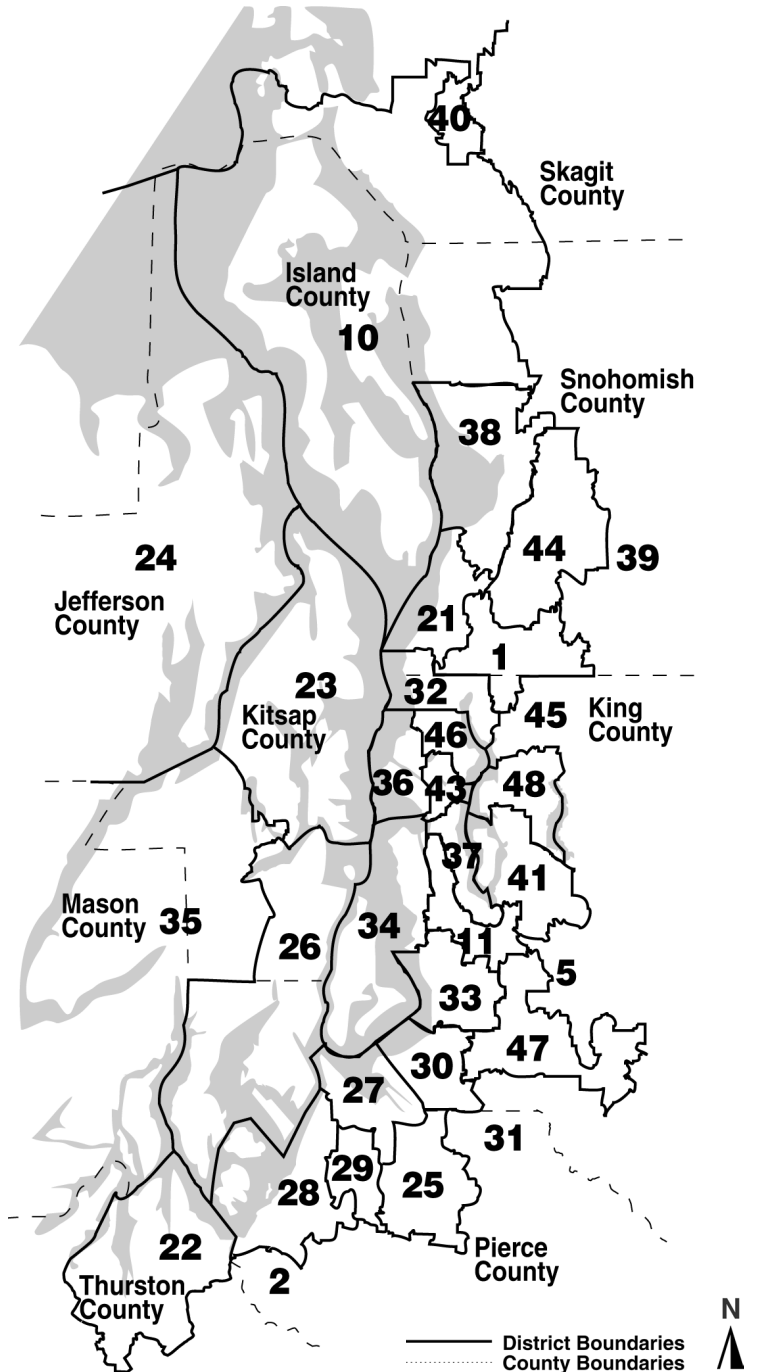 40
Skagit
County
Island
County
10
Snohomish
County
38
24
44
39
Jefferson
County
21
1
23
32
45
King
County
Kitsap
County
46
36
43
48
37
41
Mason
County
35
34
26
11
5
33
47
30
27
31
29
28
25
22
Pierce
County
2
Thurston
County
N
District Boundaries
County Boundaries